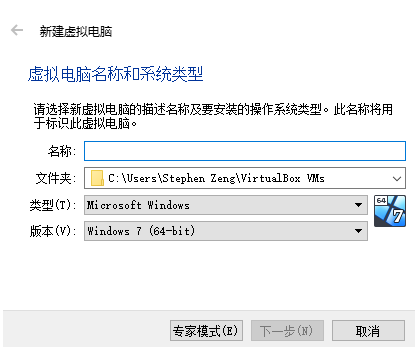 新建虚拟电脑
虚拟电脑名称和系统类型
请选择新虚拟电脑的描述名称及要安装的操作系统类型。此名称将用
于标识此虚拟电脑。
名称:
文件夹: C:\Users\Stephen Zeng\VirtualBox VMs
类型(T): Microsoft Windows
64
7
版本(V): Windows 7 (64-bit)
专家模式(E) 下一步(N) 取消